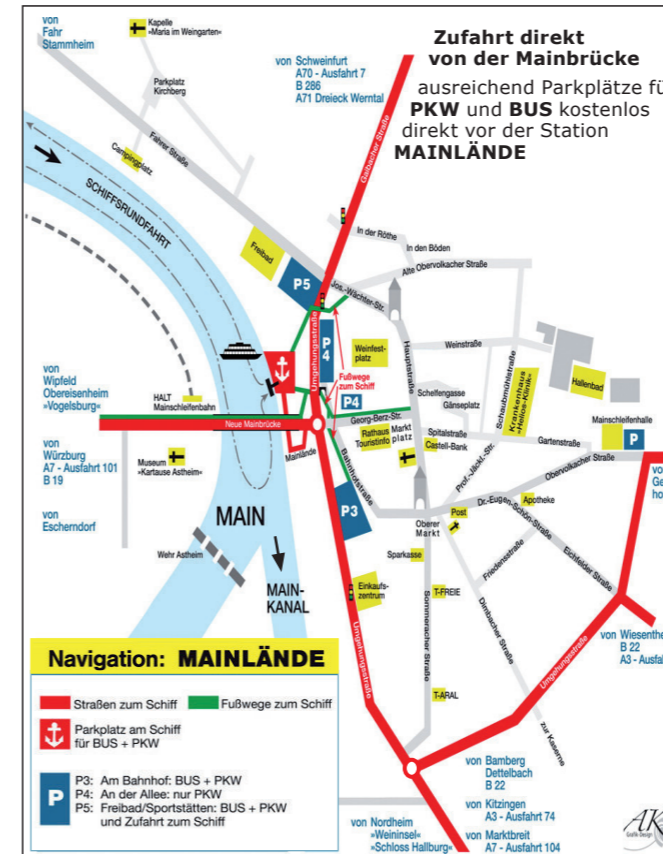 von
Fahr
Stammheim
Kapelle
»Maria im Weingarten«
Parkplatz
Kirchberg
Campingplatz
Fahrer Straße
von Schweinfurt
A70 - Ausfahrt 7
B 286
A71 Dreieck Werntal
Zufahrt direkt
von der Mainbrücke
ausreichend Parkplätze
PKW und BUS kostenlos
direkt vor der Station
MAINLÄNDE
Gaibacher Straße
SCHIFFSRUNDFAHRT
In der Röthe
In den Böden
Alte Obervolkacher Straße
Freibad
P5
Jos.-Wächter-Str.
Umgehungsstraße
P
4
Weinfest-
platz
Hauptstraße
Weinstraße
Schaubmühlstraße
Krankenhaus
»Helios-Klinik«
Hallenbad
Fußwege
zum Schiff
P4
Schelfengasse
Gänseplatz
von
Wipfeld
Obereisenheim
»Vogelsburg«
HALT
Mainschleifenbahn
Neue Mainbrücke
Georg-Berz-Str.
Rathaus
Touristinfo
Markt
platz
Spitalstraße
Castell-Bank
Gartenstraße
Mainschleifenhalle
P
von
Würzburg
A7 - Ausfahrt 101
B 19
Museum
»Kartause Astheim«
Mainlände
Bahnhofstraße
Prof.-Jäckl.-Str.
Obervolkacher Straße
von
Escherndorf
MAIN
P3
Oberer
Markt
Post
Apotheke
Dr.-Eugen-Schön-Straße
Wehr Astheim
Sparkasse
Friedensstraße
Eichfelder Straße
MAIN-
KANAL
Einkaufs-
zentrum
T-FREIE
Sommeracher Straße
Dimbacher Straße
von
Umgehungsstraße
Umgehungsstraße
von
B 22
T-ARAL
zur Kaserne
Navigation: MAINLÄNDE
Straßen zum Schiff
Fußwege zum Schiff
Parkplatz am Schiff
für BUS + PKW
P
P3: Am Bahnhof: BUS + PKW
P4: An der Allee: nur PKW
P5: Freibad/Sportstätten: BUS + PKW
und Zufahrt zum Schiff
von Bamberg
Dettelbach
B 22
von Kitzingen
A3 - Ausfahrt 74
von Nordheim
»Weininsel«
»Schloss Hallburg«
von Marktbreit
A7 - Ausfahrt 104
AK
Grafik Design